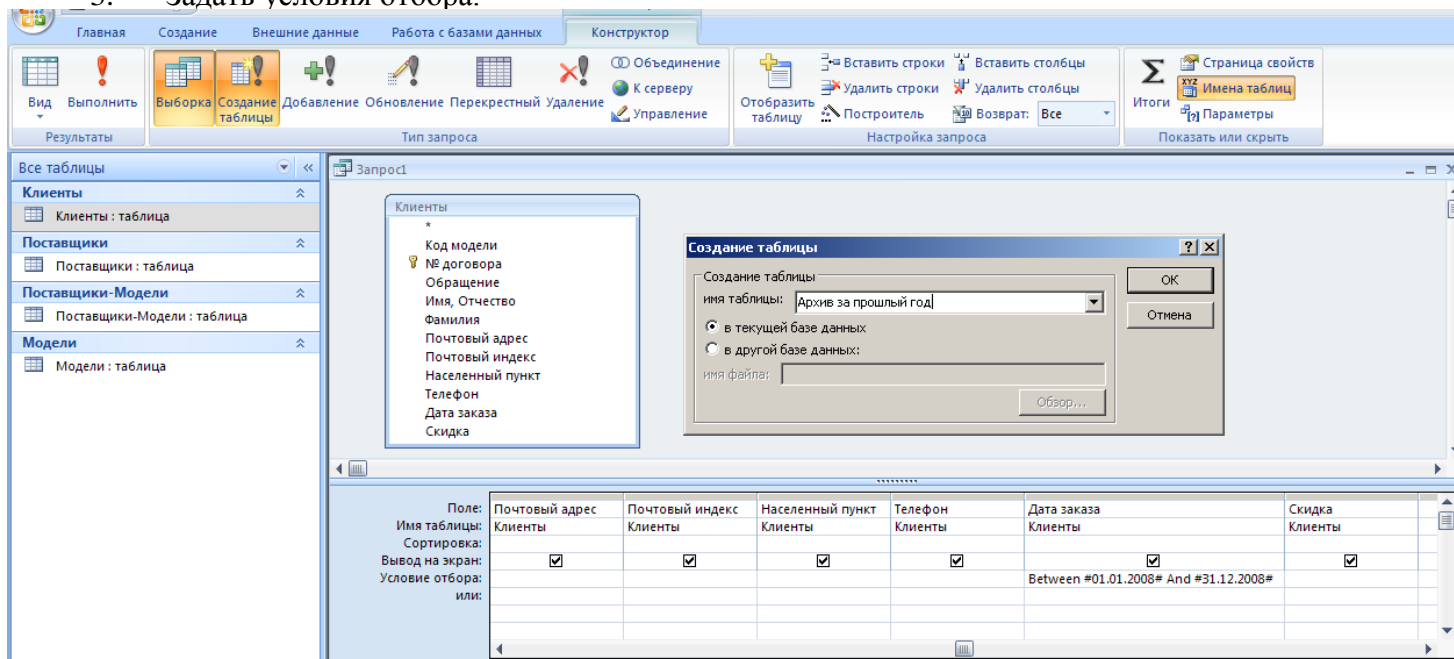 3. Задать условия отбора.
Главная Создание Внешние данные Работа с базами данных Конструктор
Вид Выполнить Выборка Создание таблицы Добавление Обновление Перекрестный Удаление
Объединение
К серверу
Управление
Отобразить таблицу
Вставить строки Вставить столбцы
Удалить строки Удалить столбцы
Построитель Возврат: Все
Итоги
Страница свойств
Имена таблиц
Параметры
Результаты Тип запроса Настройка запроса Показать или скрыть
Все таблицы
Клиенты
Клиенты : таблица
Поставщики
Поставщики : таблица
Поставщики-Модели
Поставщики-Модели : таблица
Модели
Модели : таблица
Запрос1
Клиенты
*
Код модели
№ договора
Обращение
Имя, Отчество
Фамилия
Почтовый адрес
Почтовый индекс
Населенный пункт
Телефон
Дата заказа
Скидка
Создание таблицы
Создание таблицы
имя таблицы: Архив за прошлый год
в текущей базе данных
в другой базе данных:
имя файла:
Обзор...
ОК
Отмена
Поле: Почтовый адрес Почтовый индекс Населенный пункт Телефон Дата заказа Скидка
Имя таблицы: Клиенты Клиенты Клиенты Клиенты Клиенты Клиенты
Сортировка:
Вывод на экран:
Условие отбора: Between #01.01.2008# And #31.12.2008#
или: